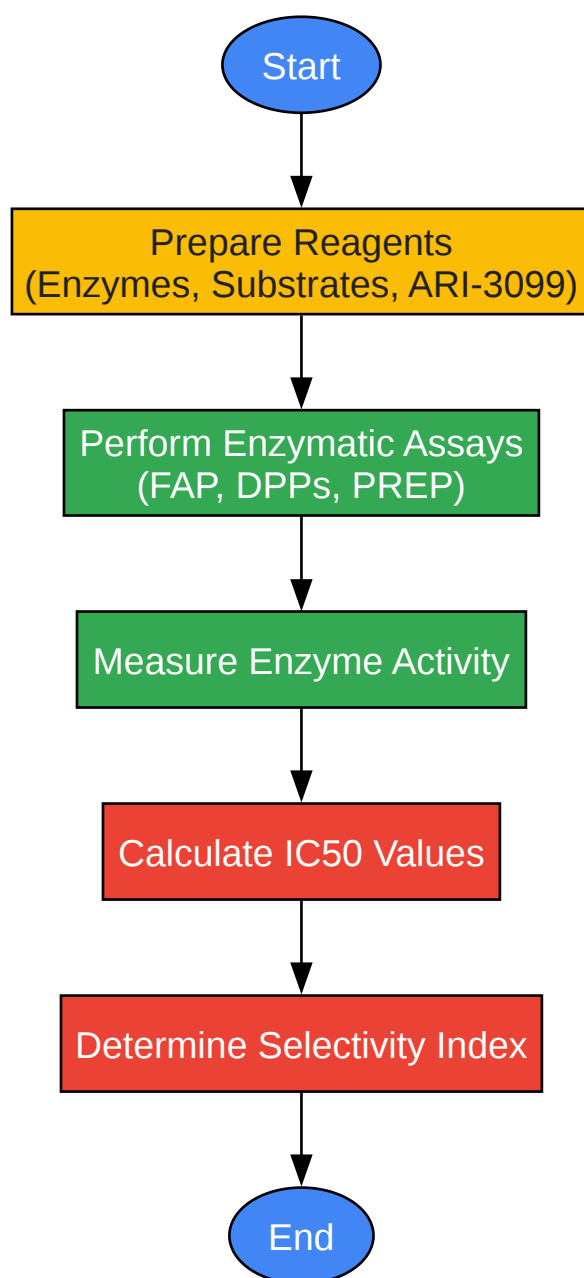 Start
Prepare Reagents
(Enzymes, Substrates, ARI-3099)
Perform Enzymatic Assays
(FAP, DPPs, PREP)
Measure Enzyme Activity
Calculate IC50 Values
Determine Selectivity Index
End